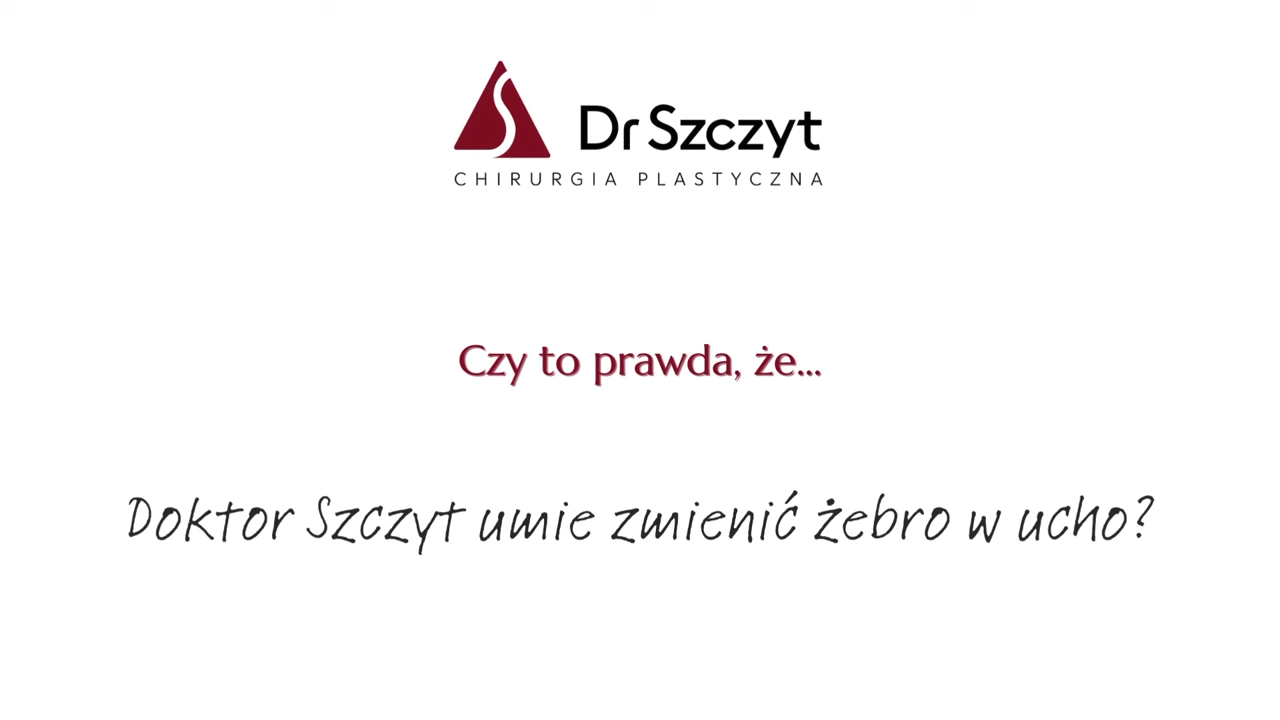 Dr Szczyt
CHIRURGIA PLASTYCZNA
Czy to prawda, że...
Doktor Szczyt umie zmienić żebro w ucho?